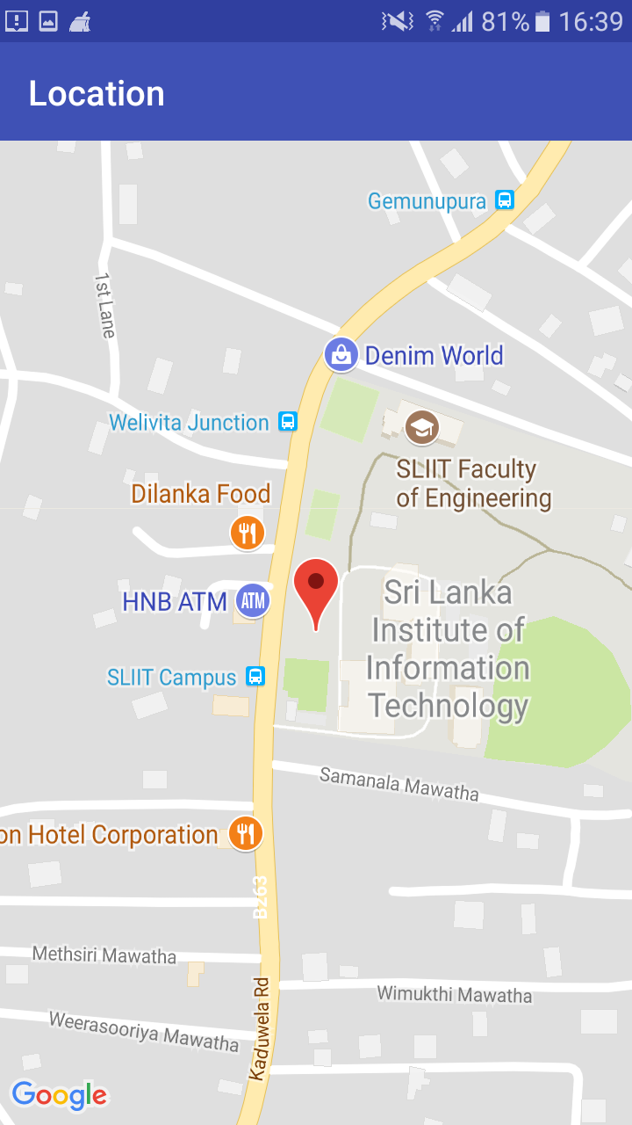 81% 16:39
Location
Gemunupura
1st Lane
Denim World
Welivita Junction
SLIIT Faculty
of Engineering
Dilanka Food
HNB ATM
ATM
Sri Lanka
Institute of
Information
Technology
SLIIT Campus
Samanala Mawatha
on Hotel Corporation
B263
Methsiri Mawatha
Wimukthi Mawatha
Weerasooriya Mawatha
Kaduwela Rd
Google